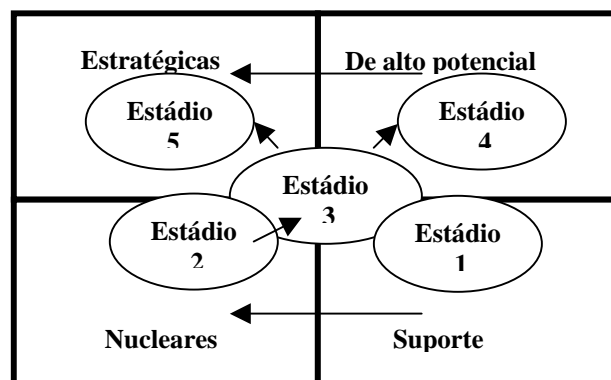 Estratégicas
De alto potencial
Estádio
5
Estádio
4
Estádio
3
Estádio
2
Estádio
1
Nucleares
Suporte